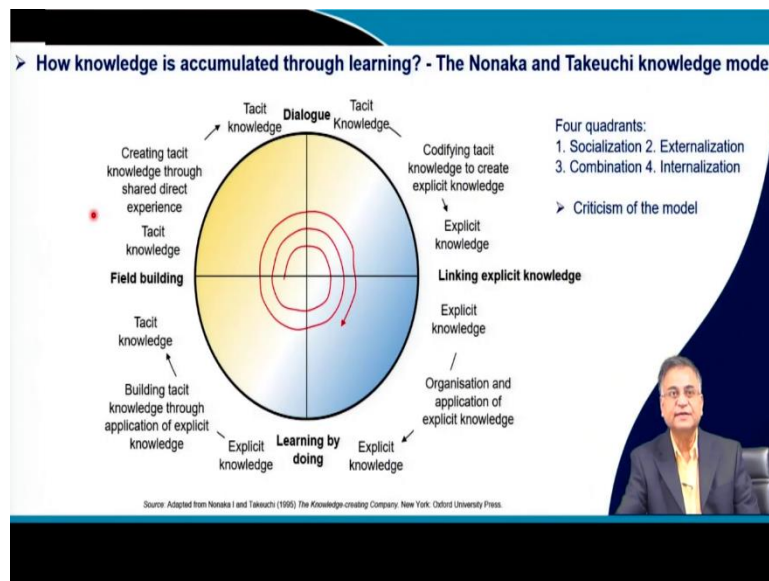 ➢ How knowledge is accumulated through learning? - The Nonaka and Takeuchi knowledge mode
Tacit
knowledge
Dialogue
Tacit
Knowledge
Creating tacit
knowledge through
shared direct
experience
Codifying tacit
knowledge to create
explicit knowledge
Tacit
knowledge
Explicit
knowledge
Field building
Linking explicit knowledge
Tacit
knowledge
Explicit
knowledge
Building tacit
knowledge through
application of explicit
knowledge
Organisation and
application of
explicit knowledge
Explicit
knowledge
Learning by
doing
Explicit
knowledge
Four quadrants:
1. Socialization 2. Externalization
3. Combination 4. Internalization
➢ Criticism of the model
Source: Adapted from Nonaka I and Takeuchi (1995) The Knowledge-creating Company. New York: Oxford University Press.